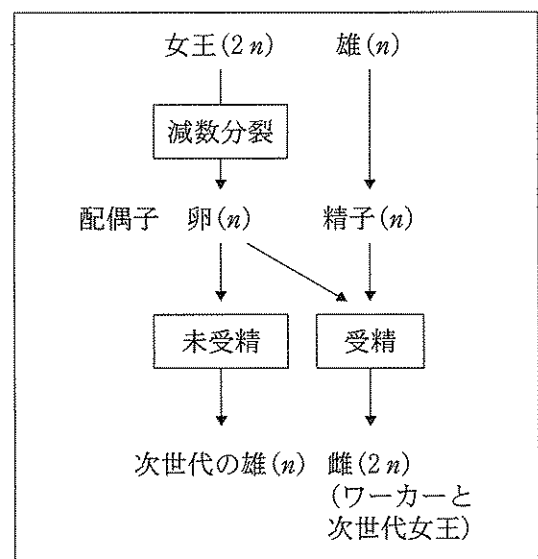 女王(2n) 雄(n)
減数分裂
配偶子 卵(n) 精子(n)
未受精 受精
次世代の雄(n) 雌(2n)
(ワーカーと
次世代女王)